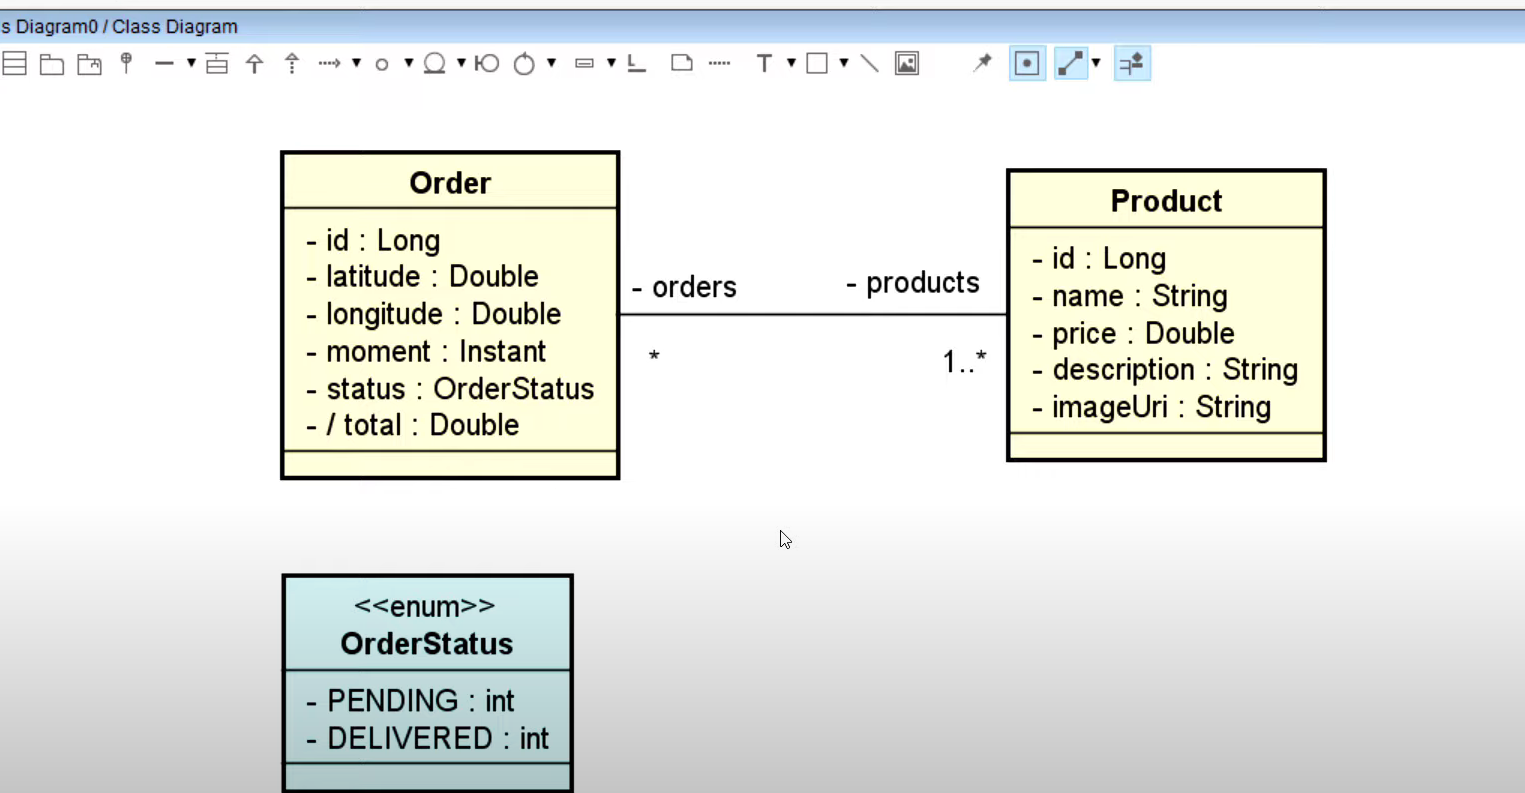 s Diagram0 / Class Diagram
T
Order
- id : Long
- latitude : Double
- longitude : Double
- moment : Instant
- status : OrderStatus
- / total : Double
- orders
*
- products
1..*
Product
- id : Long
- name : String
- price : Double
- description : String
- imageUri : String
<<enum>>
OrderStatus
- PENDING : int
- DELIVERED : int